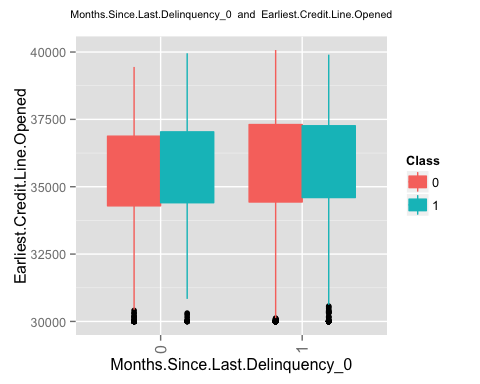 Months.Since.Last.Delinquency_0 and Earliest.Credit.Line.Opened
Earliest.Credit.Line.Opened
40000
37500
35000
32500
30000
0
1
Months.Since.Last.Delinquency_0
Class
0
1